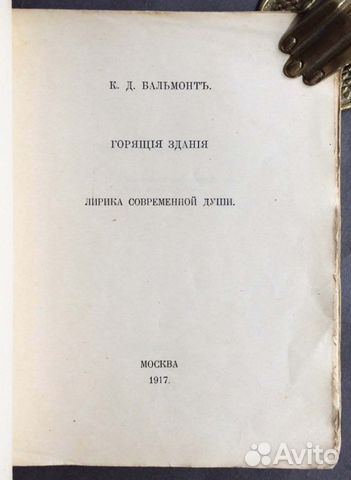 К. Д. БАЛЬМОНТЪ.
ГОРЯЩІЯ ЗДАНІЯ
ЛИРИКА СОВРЕМЕННОЙ ДУШИ.
МОСКВА
1917.
Avito